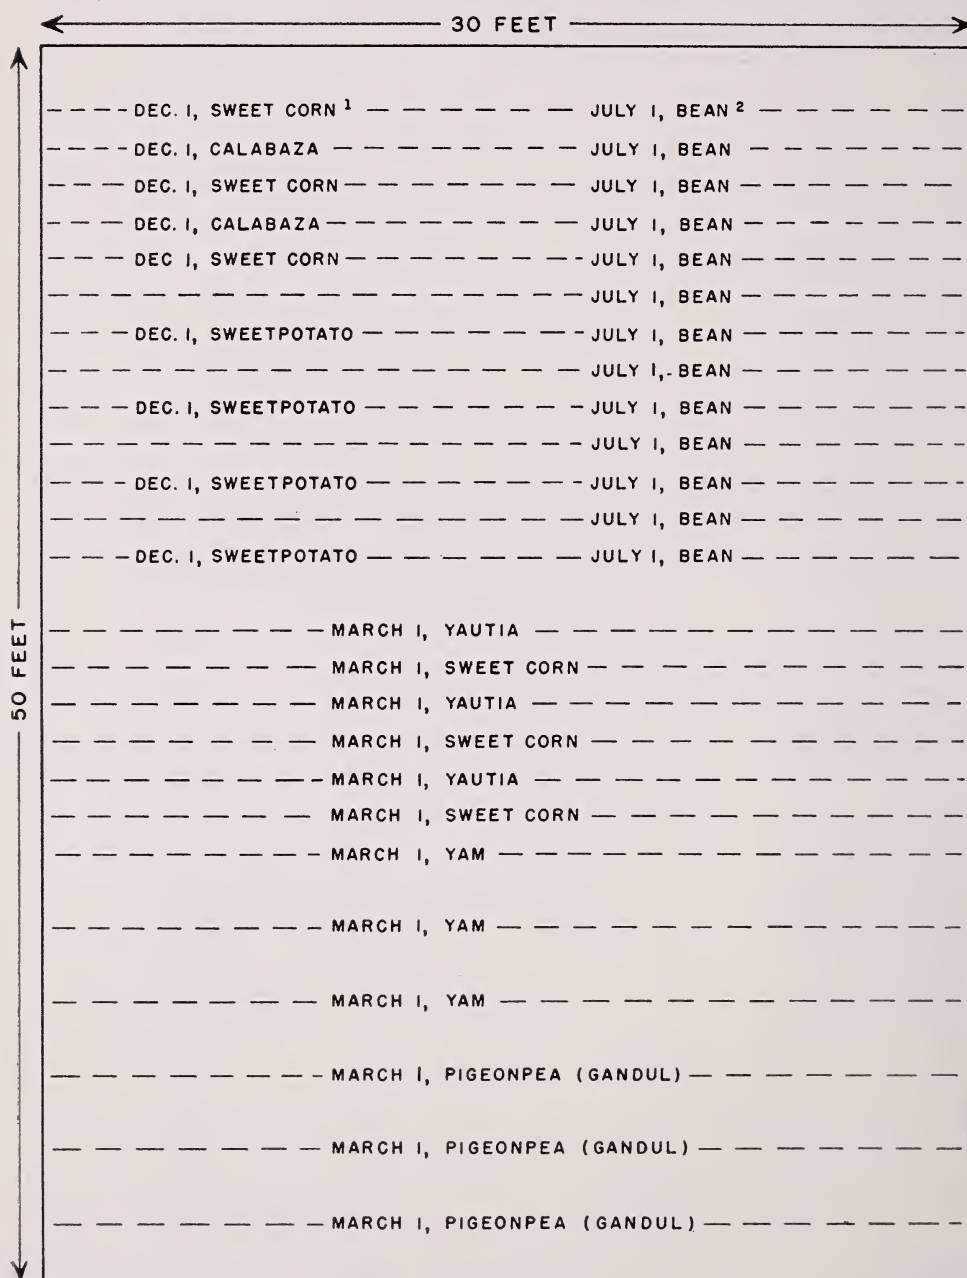 30 FEET
DEC. 1, SWEET CORN 1 JULY 1, BEAN 2
DEC. 1, CALABAZA JULY 1, BEAN
DEC. 1, SWEET CORN JULY 1, BEAN
DEC. 1, CALABAZA JULY 1, BEAN
DEC 1, SWEET CORN JULY 1, BEAN
JULY 1, BEAN
DEC. 1, SWEETPOTATO JULY 1, BEAN
JULY 1, BEAN
DEC. 1, SWEETPOTATO JULY 1, BEAN
JULY 1, BEAN
DEC. 1, SWEETPOTATO JULY 1, BEAN
JULY 1, BEAN
DEC. 1, SWEETPOTATO JULY 1, BEAN
50 FEET
MARCH 1, YAUTIA
MARCH 1, SWEET CORN
MARCH 1, YAUTIA
MARCH 1, SWEET CORN
MARCH 1, YAUTIA
MARCH 1, SWEET CORN
MARCH 1, YAM
MARCH 1, YAM
MARCH 1, YAM
MARCH 1, PIGEONPEA (GANDUL)
MARCH 1, PIGEONPEA (GANDUL)
MARCH 1, PIGEONPEA (GANDUL)